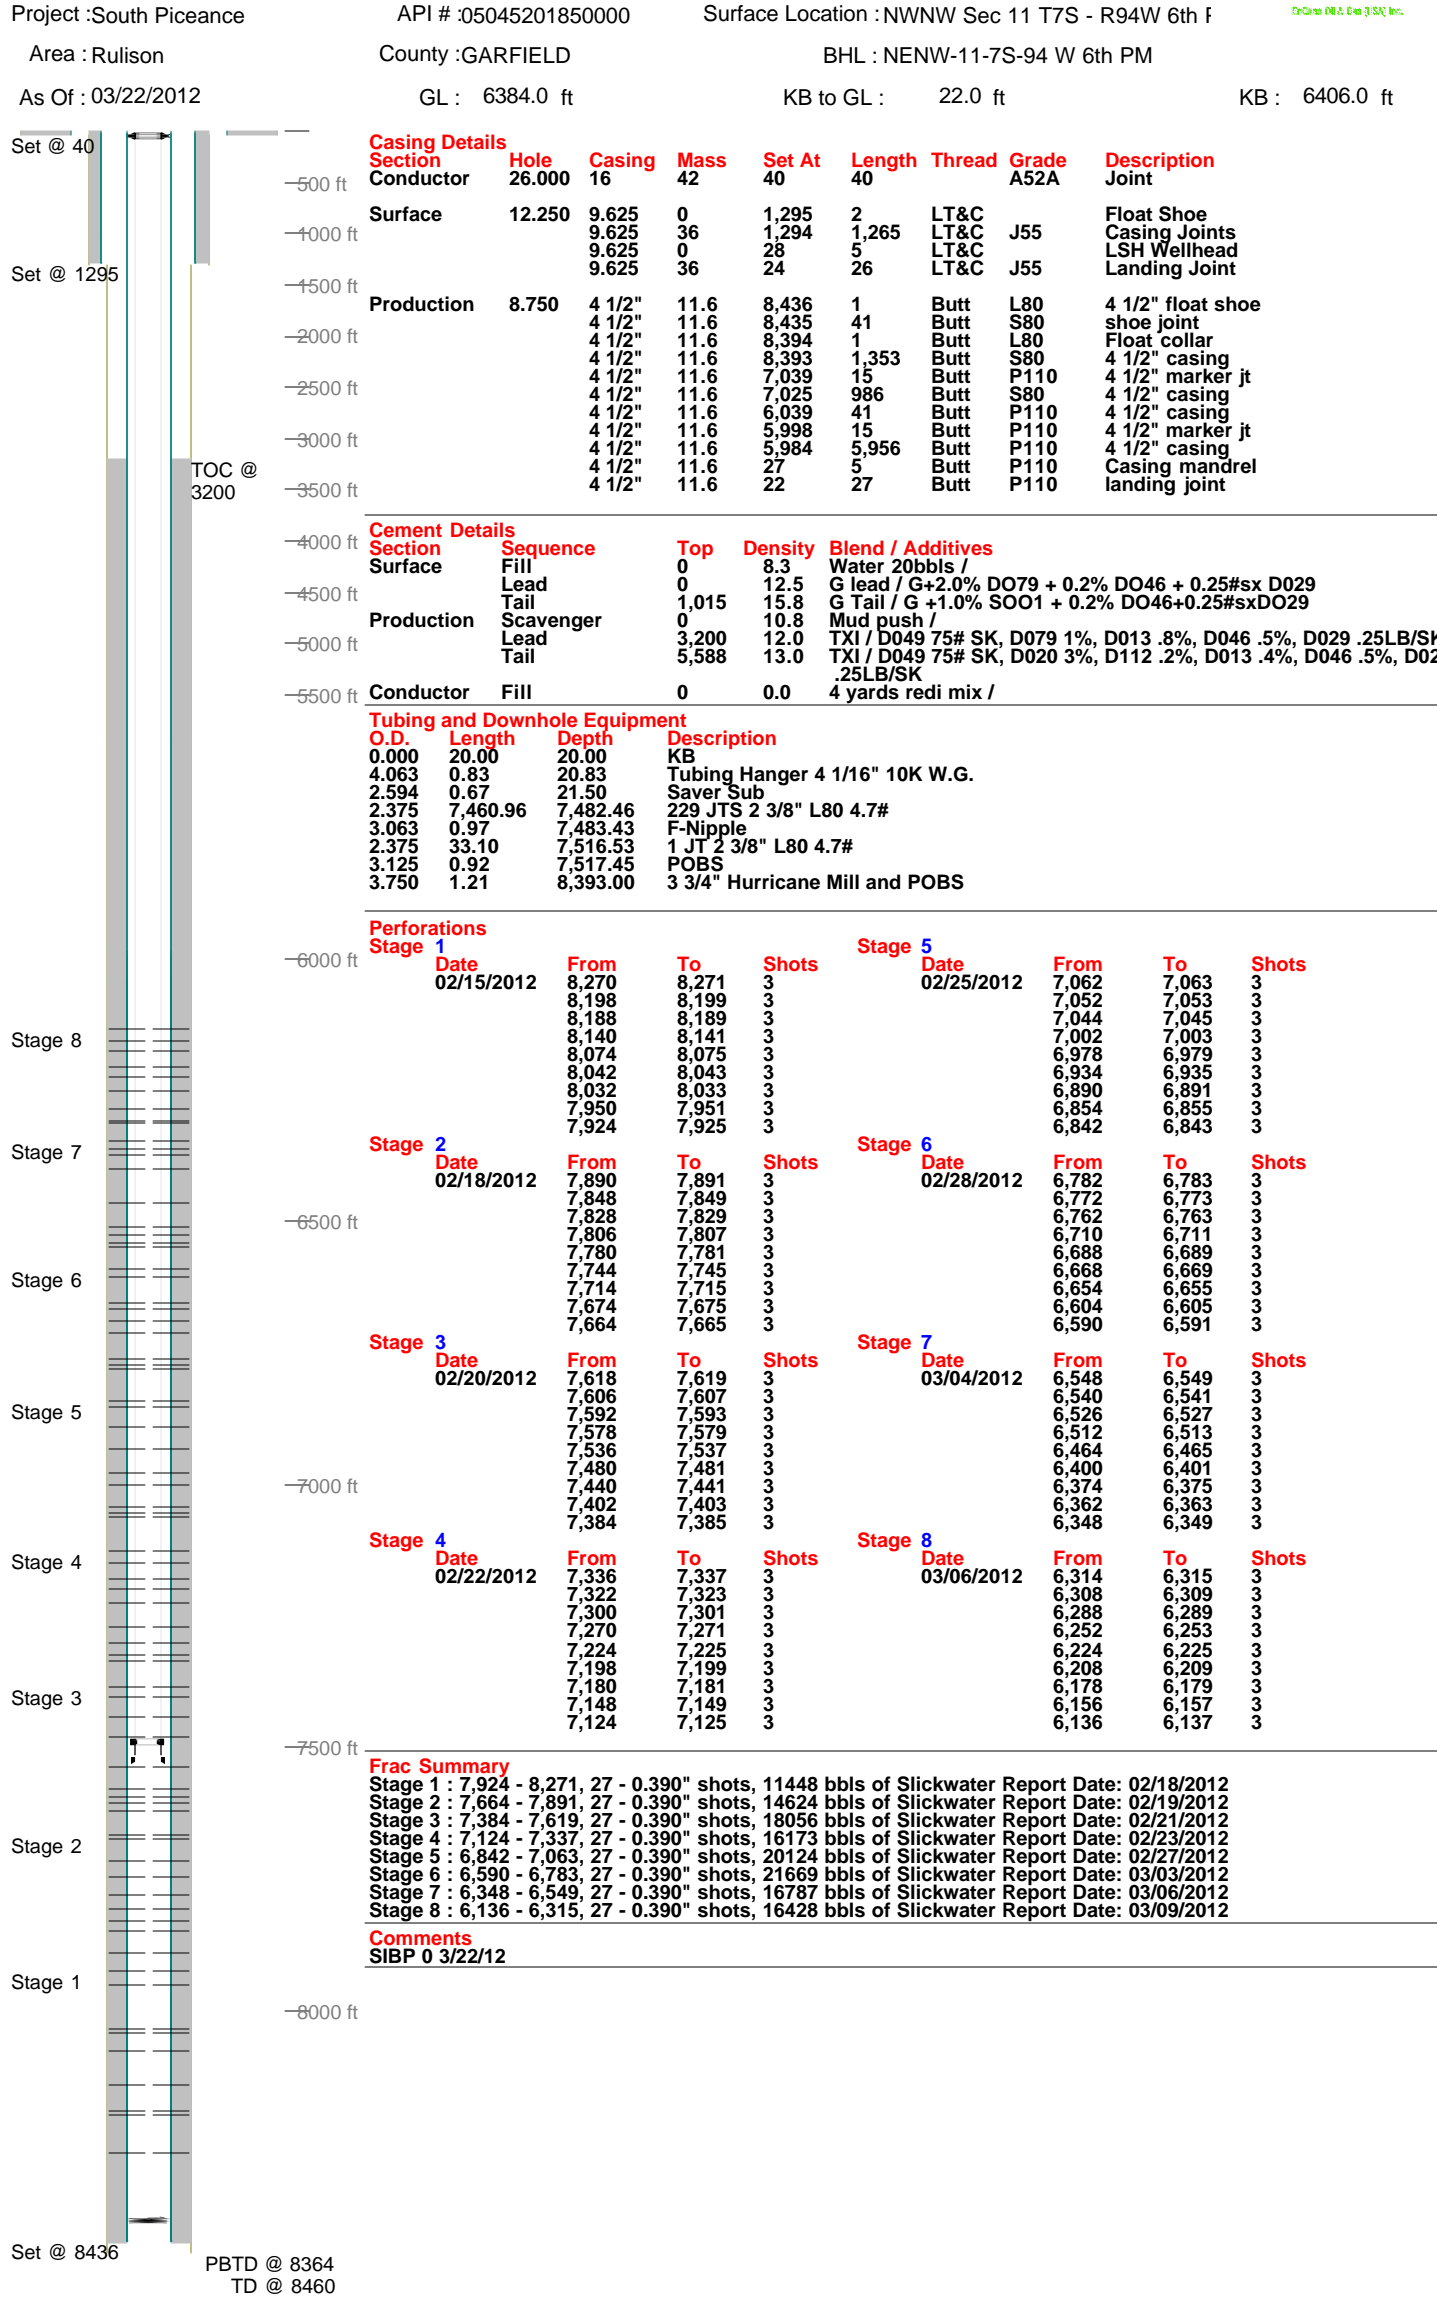 Project :South Piceance API # :05045201850000 Surface Location : NWNW Sec 11 T7S - R94W 6th
Area : Rulison County :GARFIELD BHL : NENW-11-7S-94 W 6th PM
As Of : 03/22/2012 GL : 6384.0 ft KB to GL : 22.0 ft KB : 6406.0 ft
Set @ 40
Set @ 1295
TOC @
3200
Stage 8
Stage 7
Stage 6
Stage 5
Stage 4
Stage 3
Stage 2
Stage 1
Set @ 8436
PBTD @ 8364
TD @ 8460
500 ft
1000 ft
1500 ft
2000 ft
2500 ft
3000 ft
3500 ft
4000 ft
4500 ft
5000 ft
5500 ft
6000 ft
6500 ft
7000 ft
7500 ft
8000 ft
Casing Details
Section Hole Casing Mass Set At Length Thread Grade Description
Conductor 26.000 16 42 40 40 A52A Joint
Surface 12.250 9.625 0 1,295 2 LT&C Float Shoe
9.625 36 1,294 1,265 LT&C J55 Casing Joints
9.625 0 28 5 LT&C LSH Wellhead
9.625 36 24 26 LT&C J55 Landing Joint
Production 8.750 4 1/2" 11.6 8,436 1 Butt L80 4 1/2" float shoe
4 1/2" 11.6 8,435 41 Butt S80 shoe joint
4 1/2" 11.6 8,394 1 Butt L80 Float collar
4 1/2" 11.6 8,393 1,353 Butt S80 4 1/2" casing
4 1/2" 11.6 7,039 15 Butt P110 4 1/2" marker jt
4 1/2" 11.6 7,025 986 Butt S80 4 1/2" casing
4 1/2" 11.6 6,039 41 Butt P110 4 1/2" casing
4 1/2" 11.6 5,998 15 Butt P110 4 1/2" marker jt
4 1/2" 11.6 5,984 5,956 Butt P110 4 1/2" casing
4 1/2" 11.6 27 5 Butt P110 Casing mandrel
4 1/2" 11.6 22 27 Butt P110 landing joint
Cement Details
Section Sequence Top Density Blend / Additives
Surface Fill 0 8.3 Water 20bbls /
Lead 0 12.5 G lead / G+2.0% DO79 + 0.2% DO46 + 0.25#sx D029
Tail 1,015 15.8 G Tail / G +1.0% SOO1 + 0.2% DO46+0.25#sxDO29
Production Scavenger 0 10.8 Mud push /
Lead 3,200 12.0 TXI / D049 75# SK, D079 1%, D013 .8%, D046 .5%, D029 .25LB/SK
Tail 5,588 13.0 TXI / D049 75# SK, D020 3%, D112 .2%, D013 .4%, D046 .5%, D02
.25LB/SK
Conductor Fill 0 0.0 4 yards redi mix /
Tubing and Downhole Equipment
O.D. Length Depth Description
0.000 20.00 20.00 KB
4.063 0.83 20.83 Tubing Hanger 4 1/16" 10K W.G.
2.594 0.67 21.50 Saver Sub
2.375 7,460.96 7,482.46 229 JTS 2 3/8" L80 4.7#
3.063 0.97 7,483.43 F-Nipple
2.375 33.10 7,516.53 1 JT 2 3/8" L80 4.7#
3.125 0.92 7,517.45 POBS
3.750 1.21 8,393.00 3 3/4" Hurricane Mill and POBS
Perforations
Stage 1
Date From To Shots
02/15/2012 8,270 8,271 3
8,198 8,199 3
8,188 8,189 3
8,140 8,141 3
8,074 8,075 3
8,042 8,043 3
8,032 8,033 3
7,950 7,951 3
7,924 7,925 3
Stage 2
Date From To Shots
02/18/2012 7,890 7,891 3
7,848 7,849 3
7,828 7,829 3
7,806 7,807 3
7,780 7,781 3
7,744 7,745 3
7,714 7,715 3
7,674 7,675 3
7,664 7,665 3
Stage 3
Date From To Shots
02/20/2012 7,618 7,619 3
7,606 7,607 3
7,592 7,593 3
7,578 7,579 3
7,536 7,537 3
7,480 7,481 3
7,440 7,441 3
7,402 7,403 3
7,384 7,385 3
Stage 4
Date From To Shots
02/22/2012 7,336 7,337 3
7,322 7,323 3
7,300 7,301 3
7,270 7,271 3
7,224 7,225 3
7,198 7,199 3
7,180 7,181 3
7,148 7,149 3
7,124 7,125 3
Stage 5
Date From To Shots
02/25/2012 7,062 7,063 3
7,052 7,053 3
7,044 7,045 3
7,002 7,003 3
6,978 6,979 3
6,934 6,935 3
6,890 6,891 3
6,854 6,855 3
6,842 6,843 3
Stage 6
Date From To Shots
02/28/2012 6,782 6,783 3
6,772 6,773 3
6,762 6,763 3
6,710 6,711 3
6,688 6,689 3
6,668 6,669 3
6,654 6,655 3
6,604 6,605 3
6,590 6,591 3
Stage 7
Date From To Shots
03/04/2012 6,548 6,549 3
6,540 6,541 3
6,526 6,527 3
6,512 6,513 3
6,464 6,465 3
6,400 6,401 3
6,374 6,375 3
6,362 6,363 3
6,348 6,349 3
Stage 8
Date From To Shots
03/06/2012 6,314 6,315 3
6,308 6,309 3
6,288 6,289 3
6,252 6,253 3
6,224 6,225 3
6,208 6,209 3
6,178 6,179 3
6,156 6,157 3
6,136 6,137 3
Frac Summary
Stage 1 : 7,924 - 8,271, 27 - 0.390" shots, 11448 bbls of Slickwater Report Date: 02/18/2012
Stage 2 : 7,664 - 7,891, 27 - 0.390" shots, 14624 bbls of Slickwater Report Date: 02/19/2012
Stage 3 : 7,384 - 7,619, 27 - 0.390" shots, 18056 bbls of Slickwater Report Date: 02/21/2012
Stage 4 : 7,124 - 7,337, 27 - 0.390" shots, 16173 bbls of Slickwater Report Date: 02/23/2012
Stage 5 : 6,842 - 7,063, 27 - 0.390" shots, 20124 bbls of Slickwater Report Date: 02/27/2012
Stage 6 : 6,590 - 6,783, 27 - 0.390" shots, 21669 bbls of Slickwater Report Date: 03/03/2012
Stage 7 : 6,348 - 6,549, 27 - 0.390" shots, 16787 bbls of Slickwater Report Date: 03/06/2012
Stage 8 : 6,136 - 6,315, 27 - 0.390" shots, 16428 bbls of Slickwater Report Date: 03/09/2012
Comments
SIBP 0 3/22/12